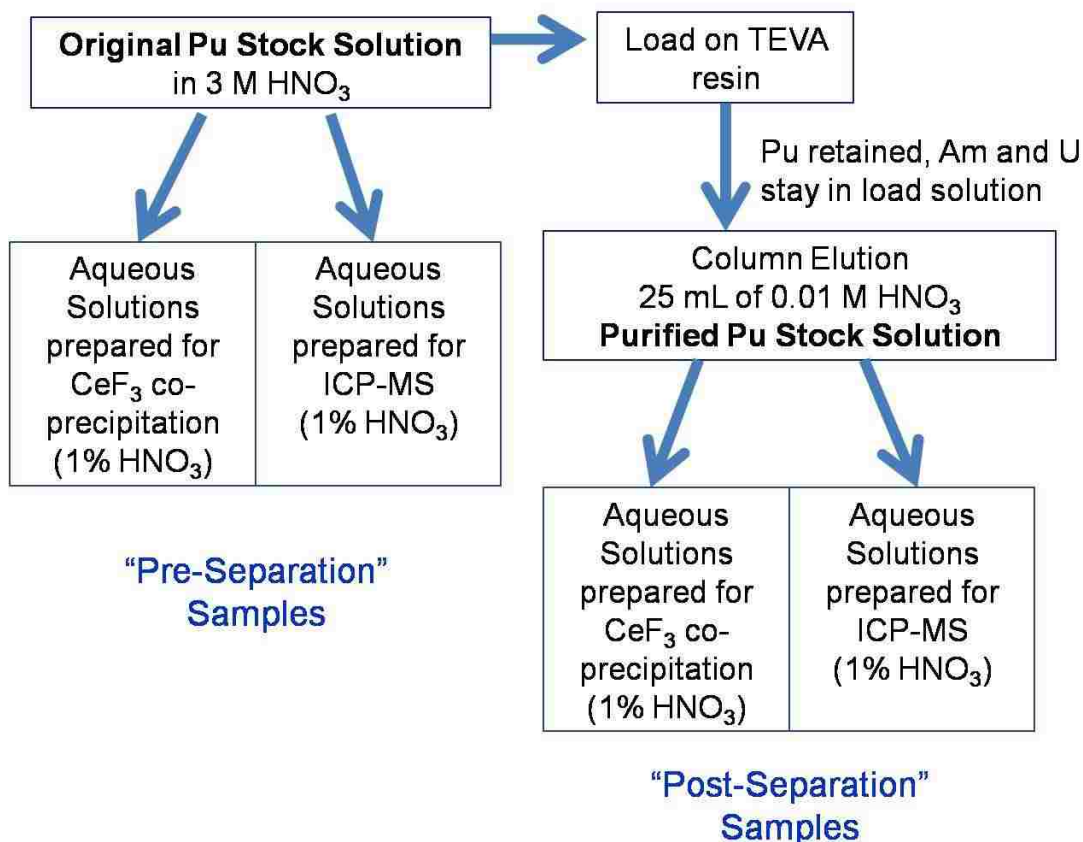 Original Pu Stock Solution
in 3 M HNO₃
Load on TEVA
resin
Pu retained, Am and U
stay in load solution
Aqueous
Solutions
prepared for
CeF₃ co-
precipitation
(1% HNO₃)
Aqueous
Solutions
prepared for
ICP-MS
(1% HNO₃)
“Pre-Separation”
Samples
Column Elution
25 mL of 0.01 M HNO₃
Purified Pu Stock Solution
Aqueous
Solutions
prepared for
CeF₃ co-
precipitation
(1% HNO₃)
Aqueous
Solutions
prepared for
ICP-MS
(1% HNO₃)
“Post-Separation”
Samples